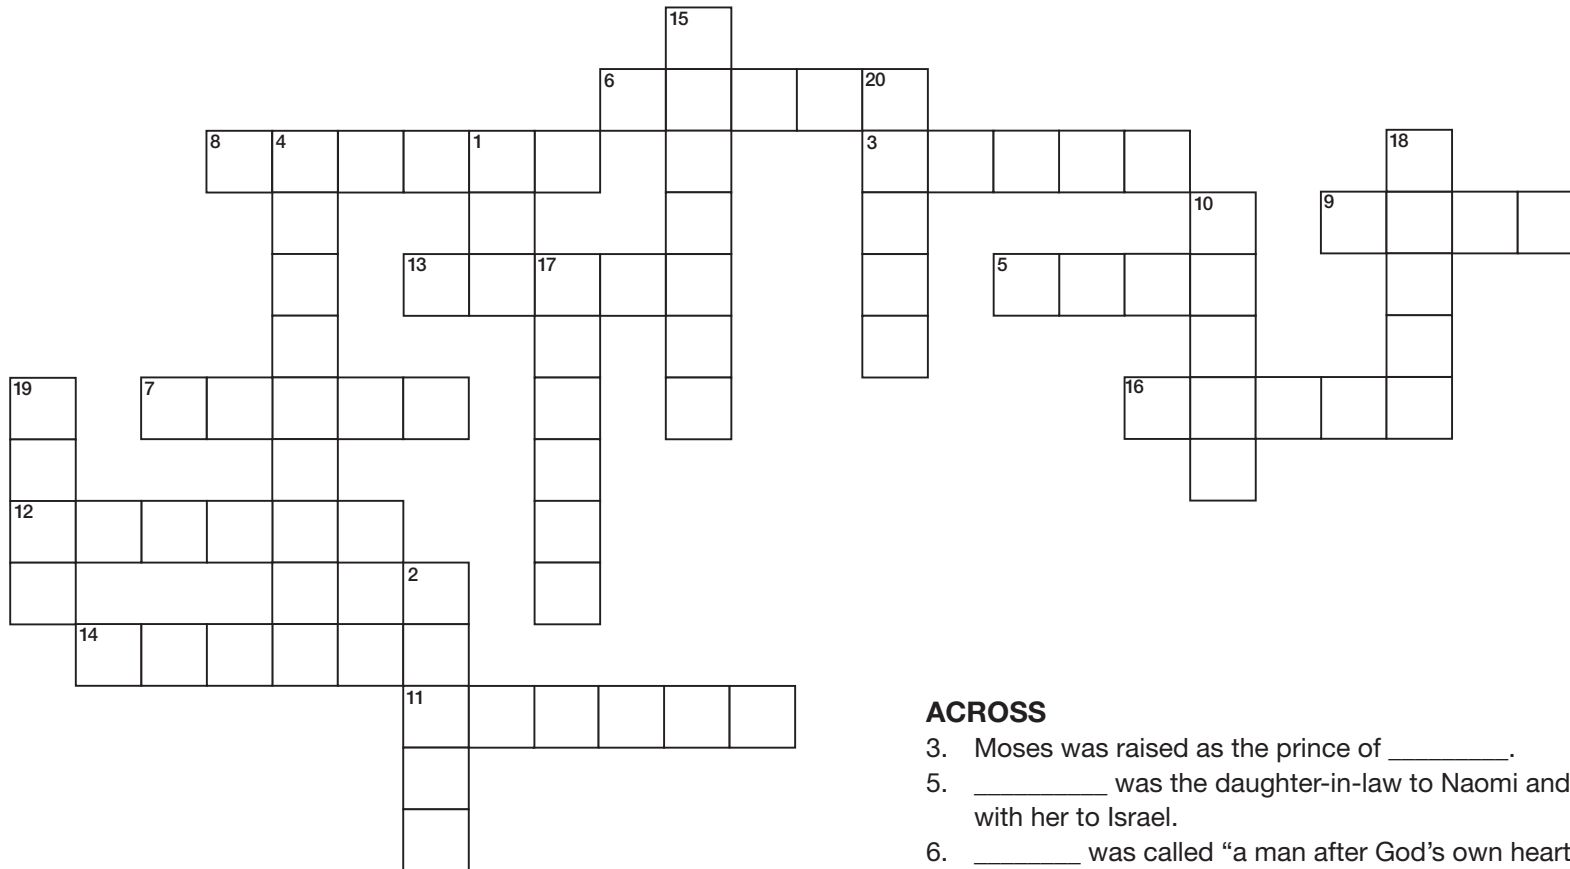 15
6 20
8 4 1 3 18
10 9
13 17 5
19 7 16
12
2
14
11
ACROSS
3. Moses was raised as the prince of _________.
5. __________ was the daughter-in-law to Naomi and
with her to Israel.
6. ________ was called “a man after God’s own heart